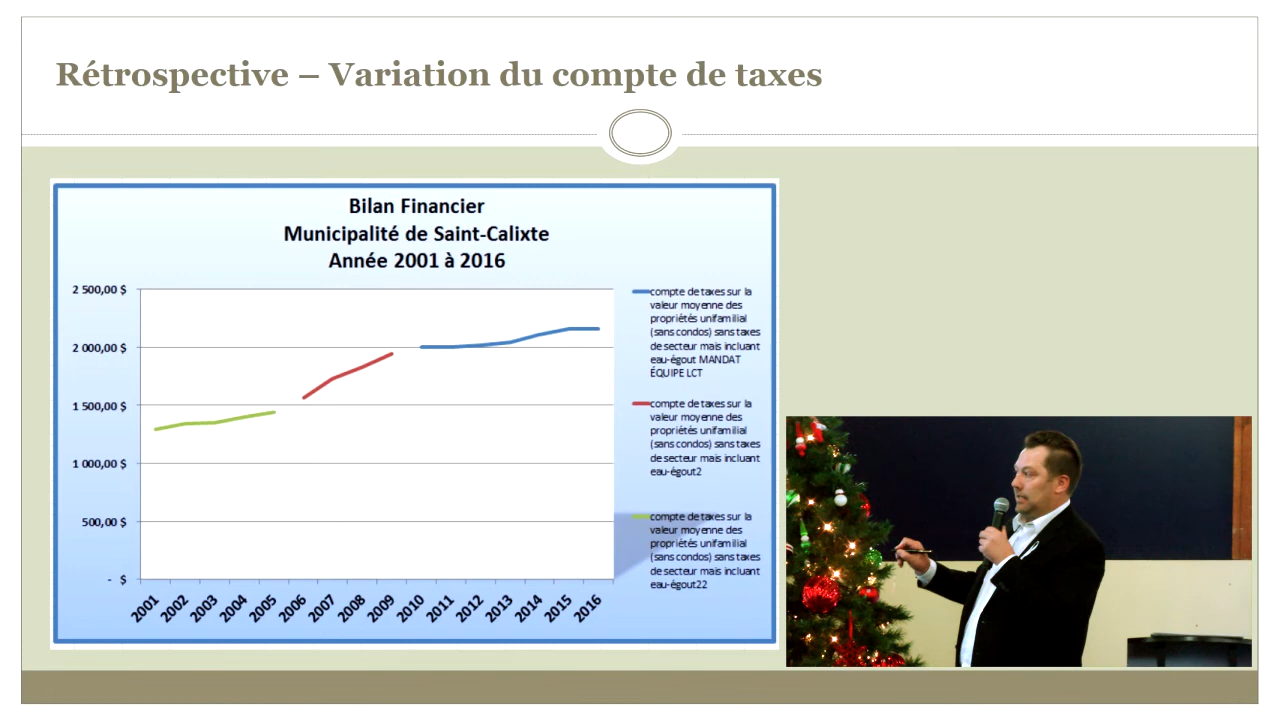 Rétrospective – Variation du compte de taxes
Bilan Financier
Municipalité de Saint-Calixte
Année 2001 à 2016
2 500,00 $
2 000,00 $
1 500,00 $
1 000,00 $
500,00 $
- $
2001
2002
2003
2004
2005
2006
2007
2008
2009
2010
2011
2012
2013
2014
2015
2016
compte de taxes sur la
valeur moyenne des
propriétés unifamilial
(sans condos) sans taxes
de secteur mais incluant
eau-égout MANDAT
ÉQUIPE LCT
compte de taxes sur la
valeur moyenne des
propriétés unifamilial
(sans condos) sans taxes
de secteur mais incluant
eau-égout2
compte de taxes sur la
valeur moyenne des
propriétés unifamilial
(sans condos) sans taxes
de secteur mais incluant
eau-égout22